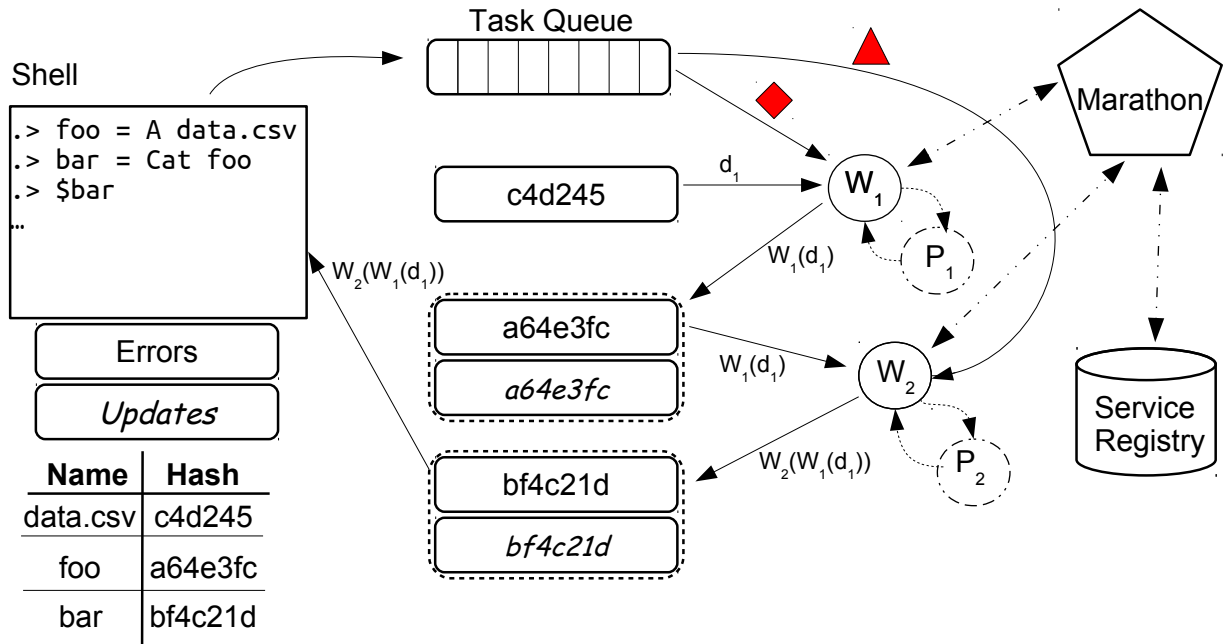 Task Queue
Shell
.> foo = A data.csv
.> bar = Cat foo
.> $bar
…
Errors
Updates
Name Hash
data.csv c4d245
foo a64e3fc
bar bf4c21d
c4d245
d₁
W₁
P₁
W₁(d₁)
a64e3fc
a64e3fc
W₁(d₁)
W₂
P₂
W₂(W₁(d₁))
bf4c21d
bf4c21d
W₂(W₁(d₁))
Marathon
Service
Registry